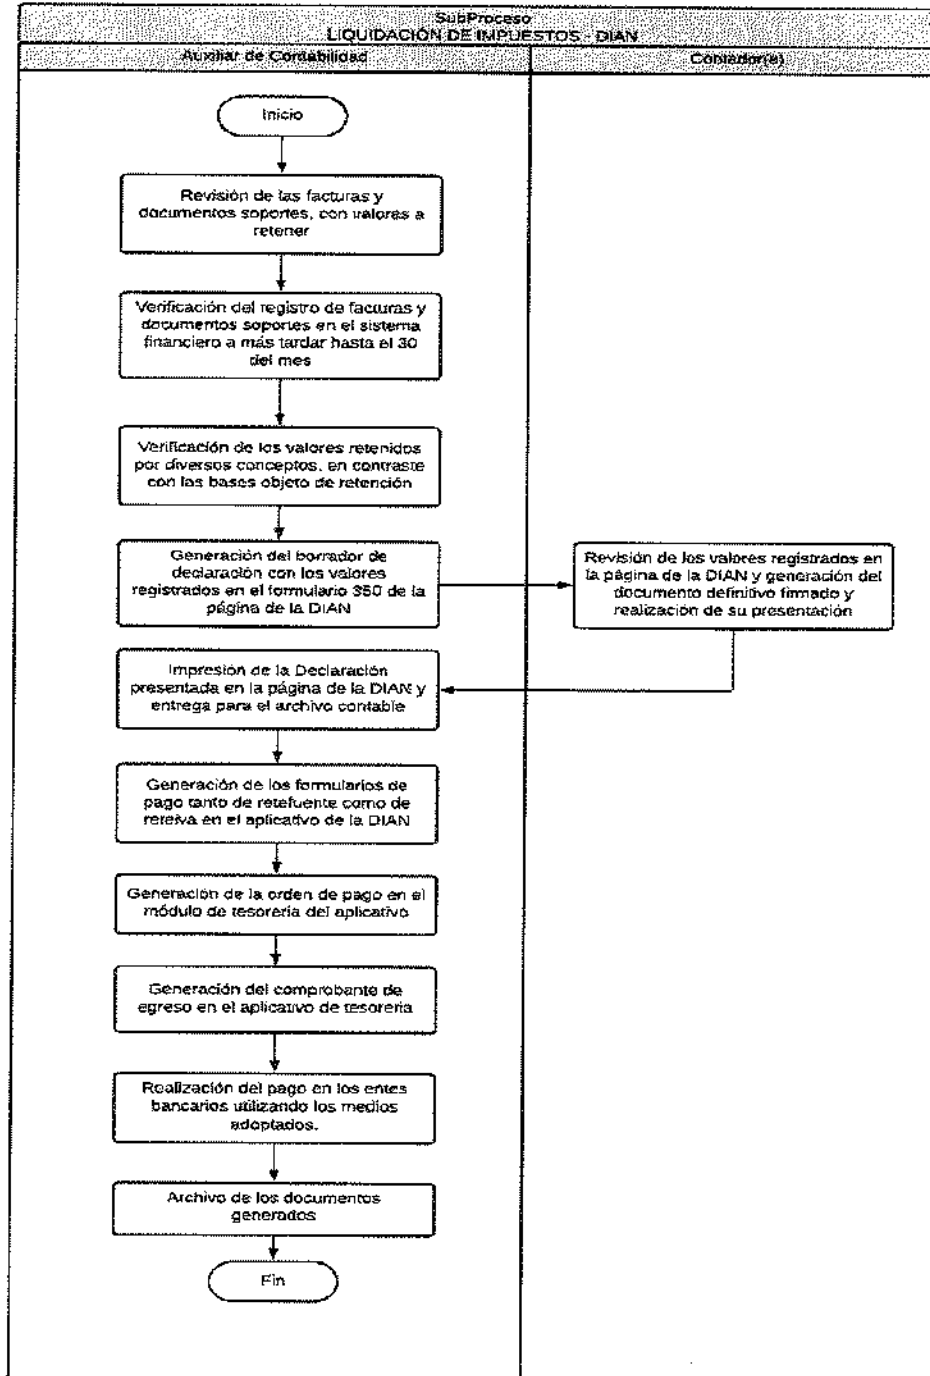 SubProceso
LIQUIDACIÓN DE IMPUESTOS - DIAN
Auxiliar de Contabilidad
Contador(a)
Inicio
Revisión de las facturas y
documentos soportes, con valores a
retener
Verificación del registro de facturas y
documentos soportes en el sistema
financiero a más tardar hasta el 30
del mes
Verificación de los valores retenidos
por diversos conceptos, en contraste
con las bases objeto de retención
Generación del borrador de
declaración con los valores
registrados en el formulario 350 de la
página de la DIAN
Revisión de los valores registrados en
la página de la DIAN y generación del
documento definitivo firmado y
realización de su presentación
Impresión de la Declaración
presentada en la página de la DIAN y
entrega para el archivo contable
Generación de los formularios de
pago tanto de retefuente como de
reteiva en el aplicativo de la DIAN
Generación de la orden de pago en el
módulo de tesorería del aplicativo
Generación del comprobante de
egreso en el aplicativo de tesorería
Realización del pago en los entes
bancarios utilizando los medios
adoptados.
Archivo de los documentos
generados
Fin